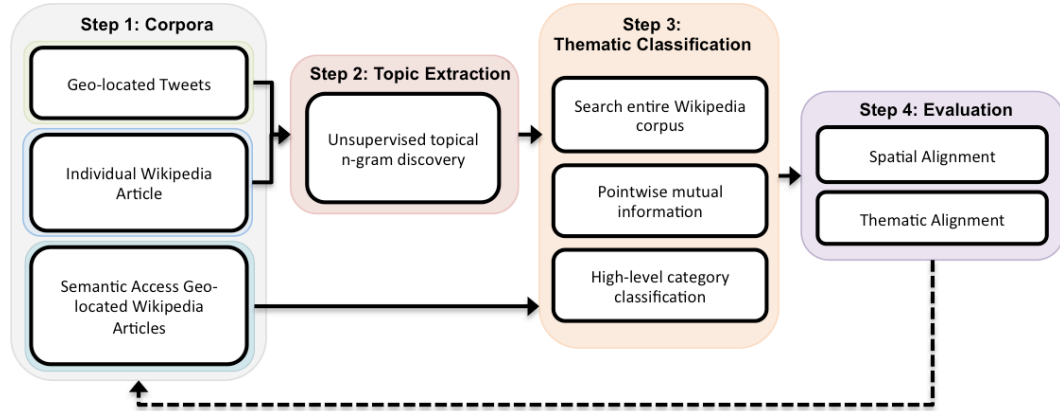 Step 1: Corpora
Geo-located Tweets
Individual Wikipedia
Article
Semantic Access Geo-
located Wikipedia
Articles
Step 2: Topic Extraction
Unsupervised topical
n-gram discovery
Step 3:
Thematic Classification
Search entire Wikipedia
corpus
Pointwise mutual
information
High-level category
classification
Step 4: Evaluation
Spatial Alignment
Thematic Alignment